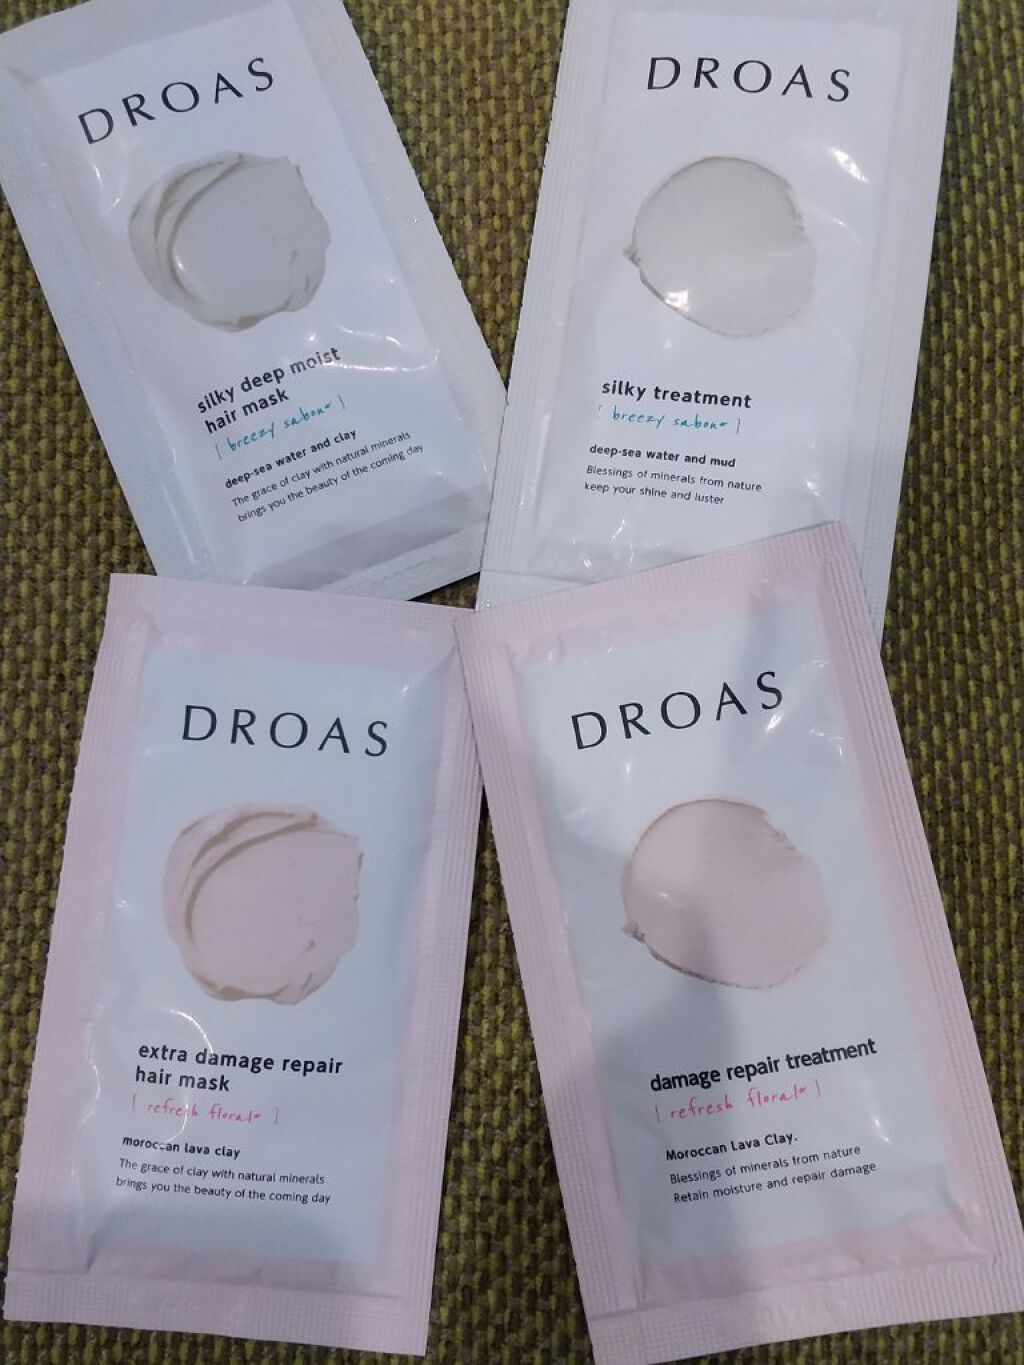 DROAS
silky deep moist
hair mask
[ breezy sabon ]
deep-sea water and clay
The grace of clay with natural minerals
brings you the beauty of the coming day
DROAS
silky treatment
[ breezy sabon ]
deep-sea water and mud
Blessings of minerals from nature
keep your shine and luster
DROAS
extra damage repair
hair mask
[ refresh floral ]
moroccan lava clay
The grace of clay with natural minerals
brings you the beauty of the coming day
DROAS
damage repair treatment
[ refresh floral ]
Moroccan Lava Clay.
Blessings of minerals from nature
Retain moisture and repair damage.